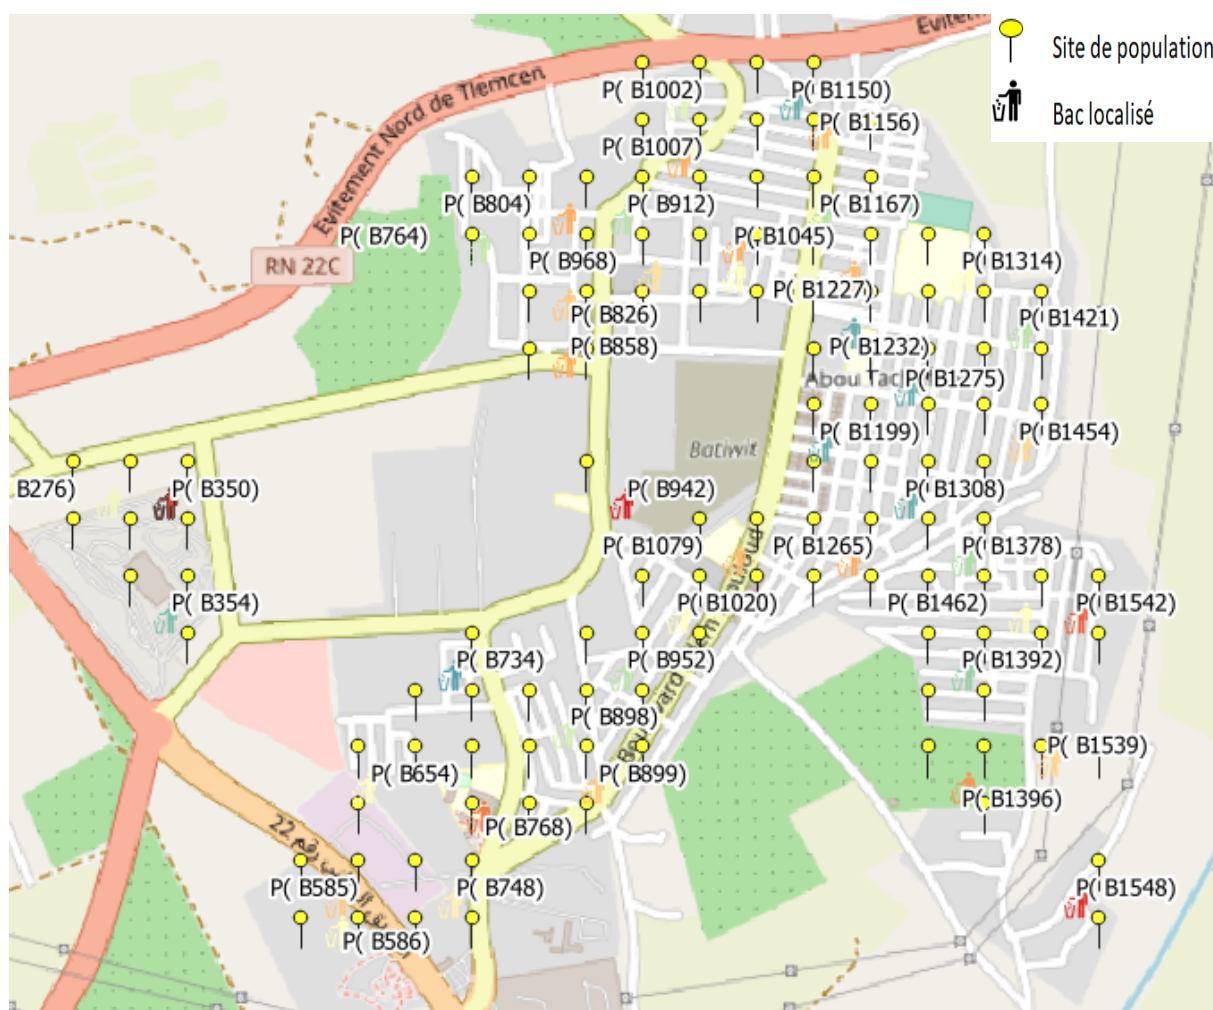 Evitem
Site de population
Bac localisé
Evitement Nord de Tlemcen
P( B1002)
P( B1150)
P( B1156)
P( B1007)
P( B804)
P( B912)
P( B1167)
P( B764)
P( B968)
P( B1045)
P( B1314)
RN 22C
P( B1227)
P( B826)
P( B1421)
P( B858)
P( B1232)
Abou Tac
P( B1275)
P( B1199)
P( B1454)
Batiwit
B276)
P( B350)
P( B942)
P( B1308)
P( B1079)
P( B1265)
P( B1378)
P( B354)
P( B1020)
P( B1462)
P( B1542)
P( B734)
P( B952)
P( B1392)
P( B898)
P( B654)
P( B899)
P( B1539)
P( B768)
P( B1396)
22
P( B585)
P( B748)
P( B1548)
P( B586)